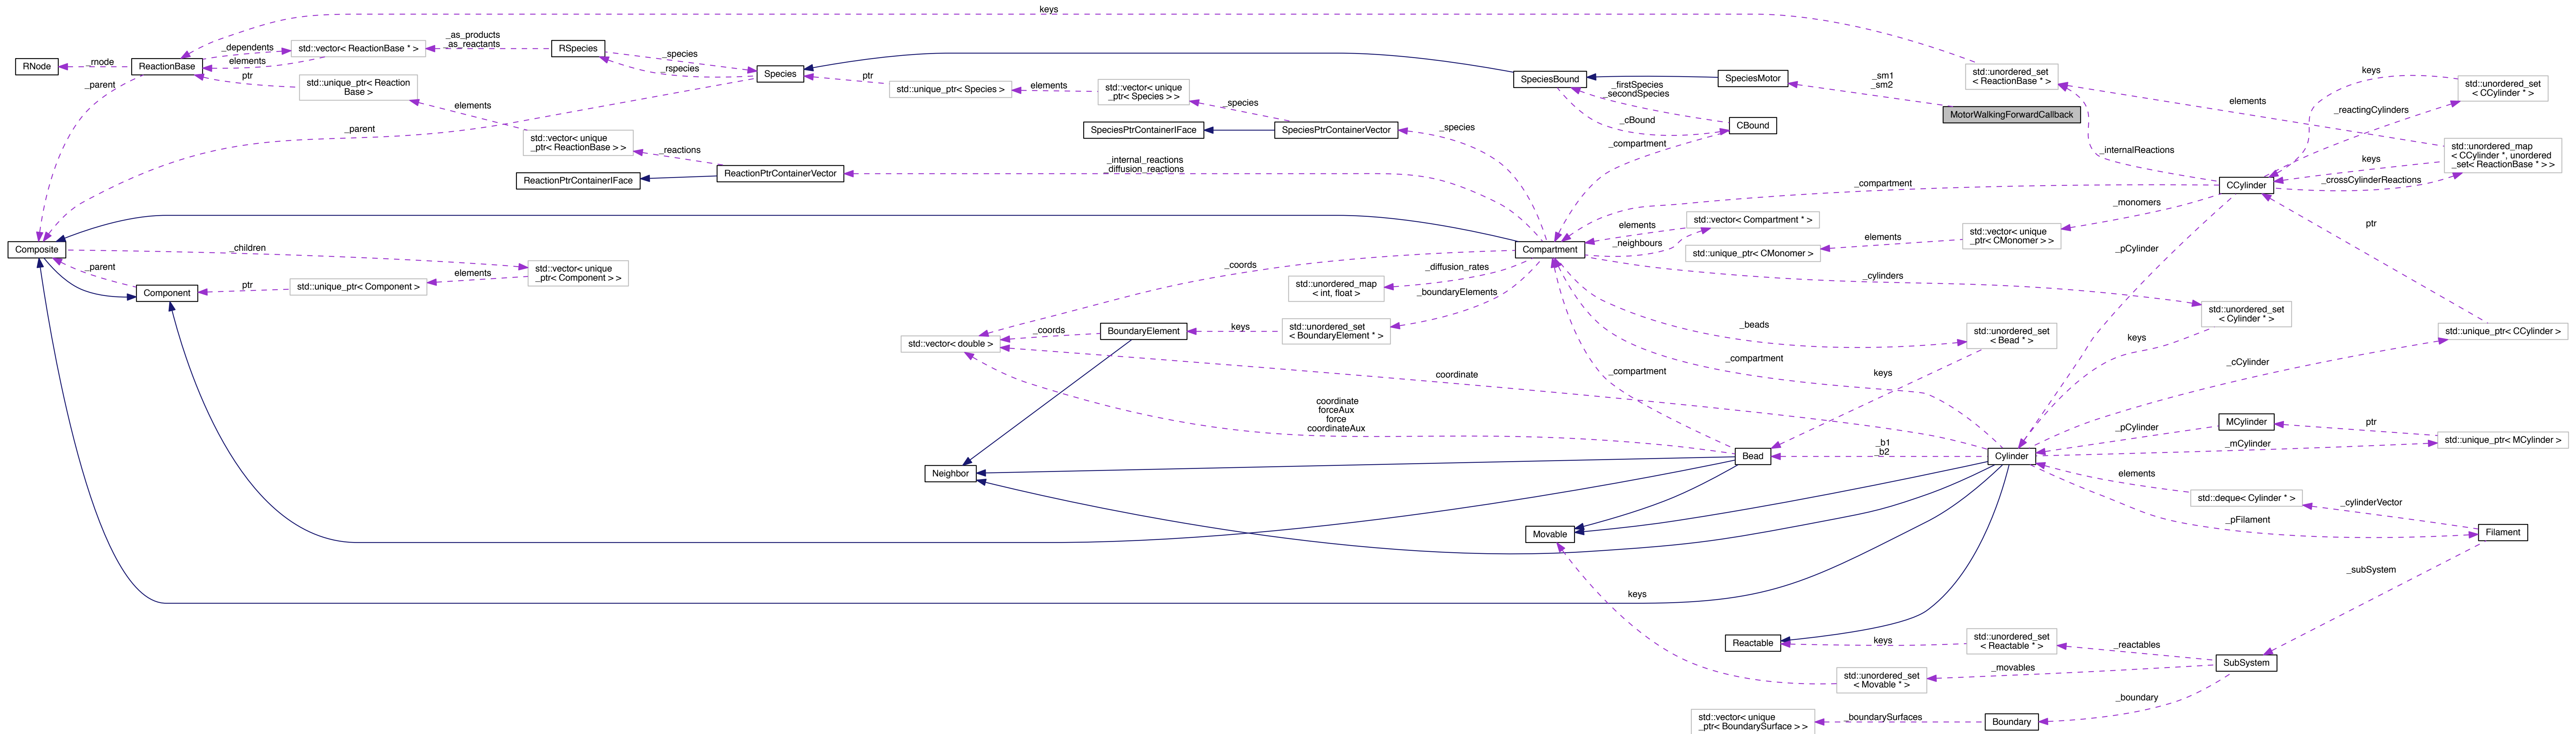 keys
_dependents
std::vector< ReactionBase * >
_as_products
_as_reactants
RSpecies
_species
RNode
_rnode
ReactionBase
elements
_rspecies
Species
ptr
std::unique_ptr< Reaction
Base >
_parent
elements
ptr
std::unique_ptr< Species >
elements
std::vector< unique
_ptr< Species > >
SpeciesBound
SpeciesMotor
_sm1
_sm2
std::unordered_set
< ReactionBase * >
keys
std::unordered_set
< CCylinder * >
_firstSpecies
_secondSpecies
_species
MotorWalkingForwardCallback
_reactingCylinders
elements
_cBound
CBound
SpeciesPtrContainerIFace
SpeciesPtrContainerVector
_species
_parent
std::vector< unique
_ptr< ReactionBase > >
_reactions
_compartment
_internalReactions
std::unordered_map
< CCylinder *, unordered
_set< ReactionBase * > >
keys
_internal_reactions
_diffusion_reactions
ReactionPtrContainerIFace
ReactionPtrContainerVector
_compartment
CCylinder
_crossCylinderReactions
_monomers
std::vector< Compartment * >
elements
_neighbours
std::vector< unique
_ptr< CMonomer > >
elements
std::unique_ptr< CMonomer >
ptr
_pCylinder
Composite
_children
Compartment
_parent
Component
ptr
std::unique_ptr< Component >
elements
std::vector< unique
_ptr< Component > >
_coords
_diffusion_rates
std::unordered_map
< int, float >
_boundaryElements
_cylinders
std::unordered_set
< Cylinder * >
_coords
BoundaryElement
keys
std::unordered_set
< BoundaryElement * >
_beads
std::unordered_set
< Bead * >
std::vector< double >
keys
std::unique_ptr< CCylinder >
_compartment
_cCylinder
coordinate
_compartment
keys
coordinate
forceAux
force
coordinateAux
MCylinder
ptr
_pCylinder
_mCylinder
std::unique_ptr< MCylinder >
_b1
_b2
Bead
Cylinder
Neighbor
elements
std::deque< Cylinder * >
_cylinderVector
_pFilament
Filament
Movable
_subSystem
keys
Reactable
keys
std::unordered_set
< Reactable * >
_reactables
SubSystem
_movables
std::unordered_set
< Movable * >
_boundary
std::vector< unique
_ptr< BoundarySurface > >
_boundarySurfaces
Boundary